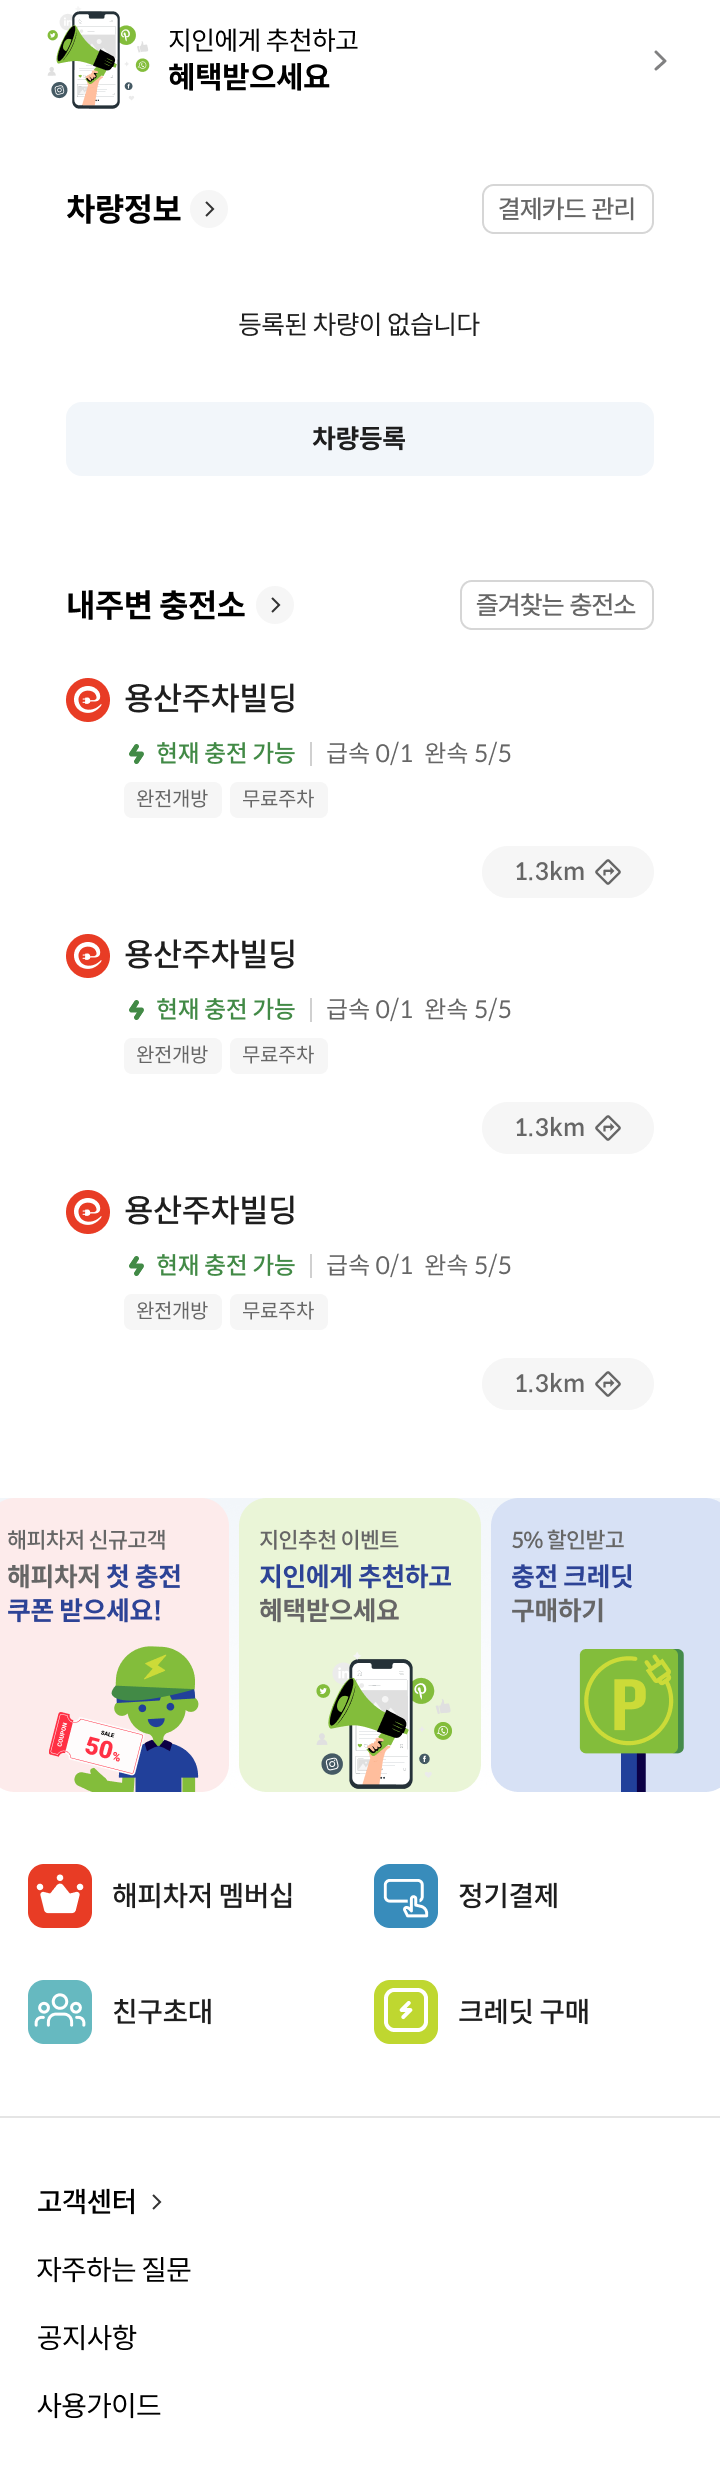 지인에게 추천하고
혜택받으세요
차량정보
결제카드 관리
등록된 차량이 없습니다
차량등록
내주변 충전소
즐겨찾는 충전소
용산주차빌딩
현재 충전 가능 | 급속 0/1 완속 5/5
완전개방 무료주차
1.3km
용산주차빌딩
현재 충전 가능 | 급속 0/1 완속 5/5
완전개방 무료주차
1.3km
용산주차빌딩
현재 충전 가능 | 급속 0/1 완속 5/5
완전개방 무료주차
1.3km
해피차저 신규고객
해피차저 첫 충전
쿠폰 받으세요!
COUPON
SALE
50%
지인추천 이벤트
지인에게 추천하고
혜택받으세요
in
5% 할인받고
충전 크레딧
구매하기
P
해피차저 멤버십
정기결제
친구초대
크레딧 구매
고객센터
자주하는 질문
공지사항
사용가이드